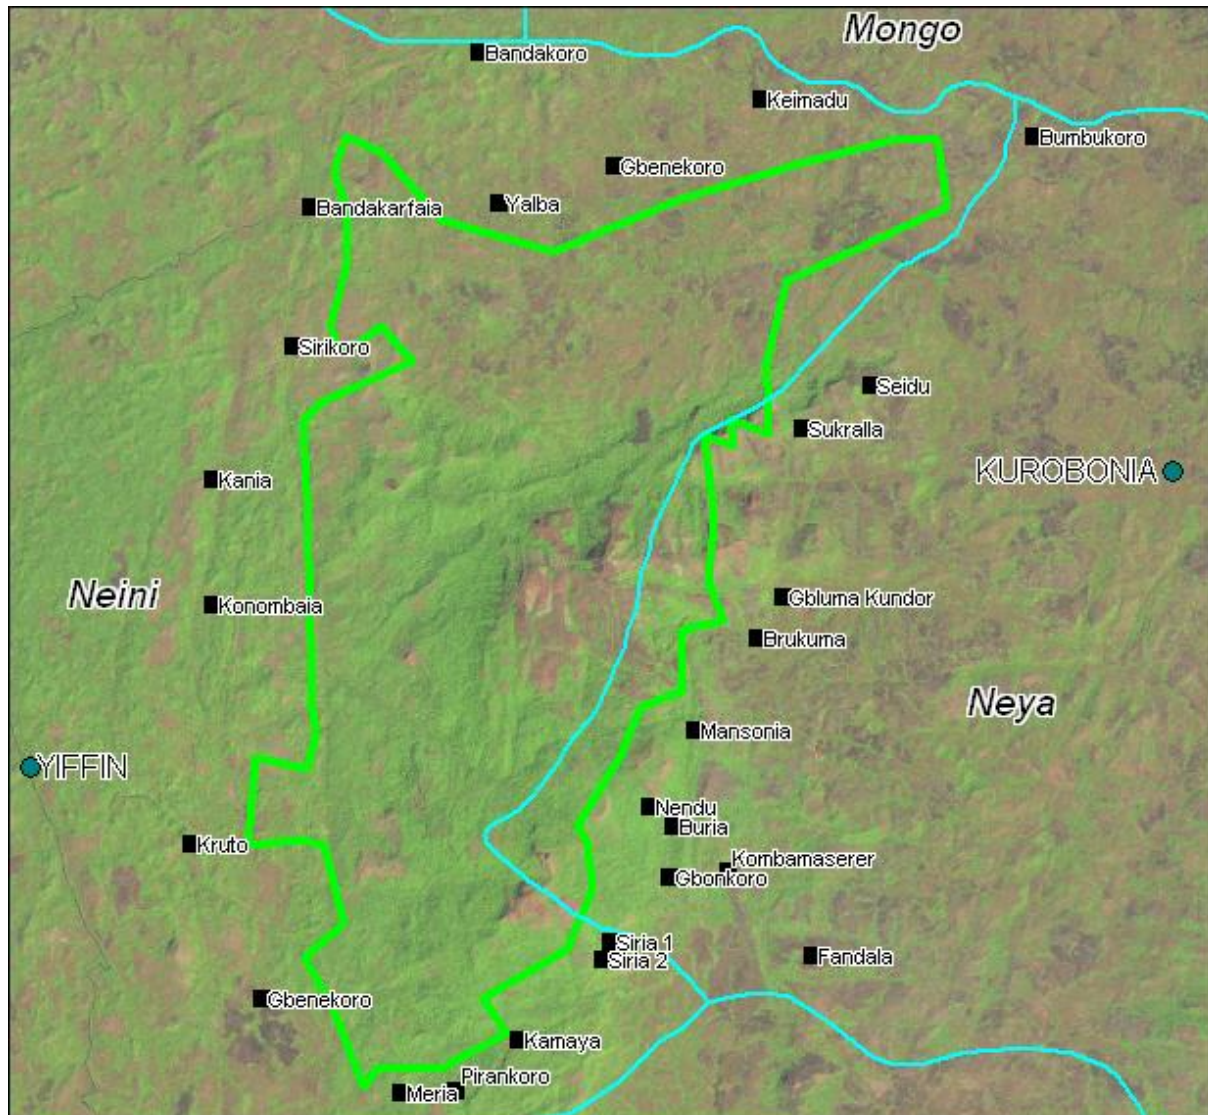 Mongo
Bandakoro
Keimadu
Bumbukoro
Gbenekoro
Yalba
Bandakarfaia
Sirikoro
Seidu
Sukralla
KUROBONIA
Kania
Neini
Konombaia
Gbluma Kundor
Brukuma
Neya
Mansonia
YIFFIN
Nendu
Buria
Kruto
Kombamaserer
Gbonkoro
Siria 1
Siria 2
Fandala
Gbenekoro
Kamaya
Pirankoro
Meria